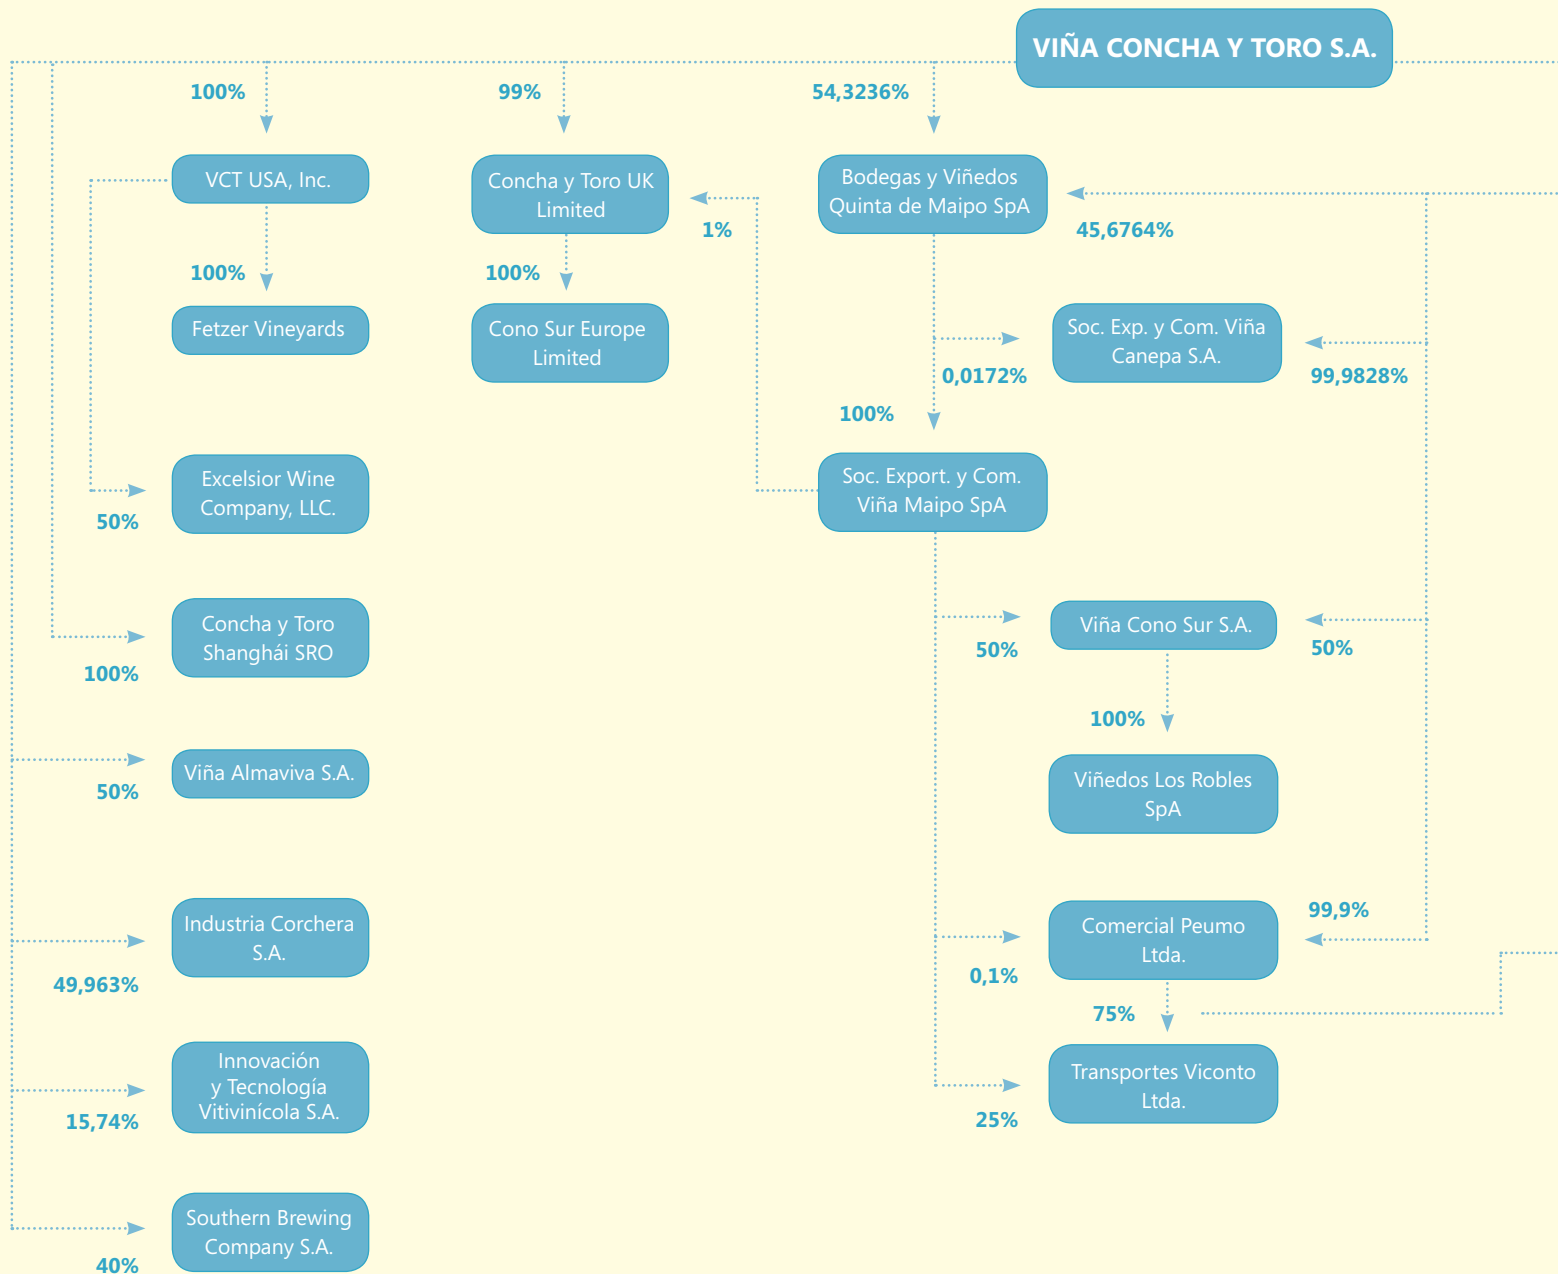 VIÑA CONCHA Y TORO S.A.
100%
99%
54,3236%
VCT USA, Inc.
Concha y Toro UK
Limited
Bodegas y Viñedos
Quinta de Maipo SpA
1%
45,6764%
100%
100%
Fetzer Vineyards
Cono Sur Europe
Limited
Soc. Exp. y Com. Viña
Canepa S.A.
0,0172%
99,9828%
100%
Excelsior Wine
Company, LLC.
Soc. Export. y Com.
Viña Maipo SpA
50%
Concha y Toro
Shanghái SRO
Viña Cono Sur S.A.
50%
50%
100%
100%
Viña Almaviva S.A.
50%
Viñedos Los Robles
SpA
Industria Corchera
S.A.
49,963%
99,9%
Comercial Peumo
Ltda.
0,1%
75%
Innovación
y Tecnología
Vitivinícola S.A.
15,74%
Transportes Viconto
Ltda.
25%
Southern Brewing
Company S.A.
40%